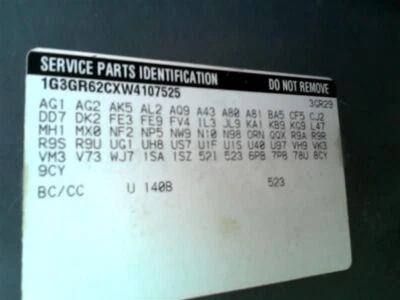 SERVICE PARTS IDENTIFICATION DO NOT REMOVE
1G3GR62CXW4107525 3GR29
AG1 AG2 AK5 AL2 AQ9 A43 A80 A81 BA5 CF5 CJ2
DD7 DK2 FE3 FE9 FV4 IL3 JL9 KA1 KB9 KG9 L47
MH1 MX0 NF2 NP5 NW9 N10 N98 ORN QQX R9A R9R
R9S R9U UG1 UH8 US7 U1F U1S U40 U97 VH9 VK3
VM3 V73 WJ7 1SA 1SZ 52I 523 6PB 7PB 78U 8CY
9CY
BC/CC U 140B 523